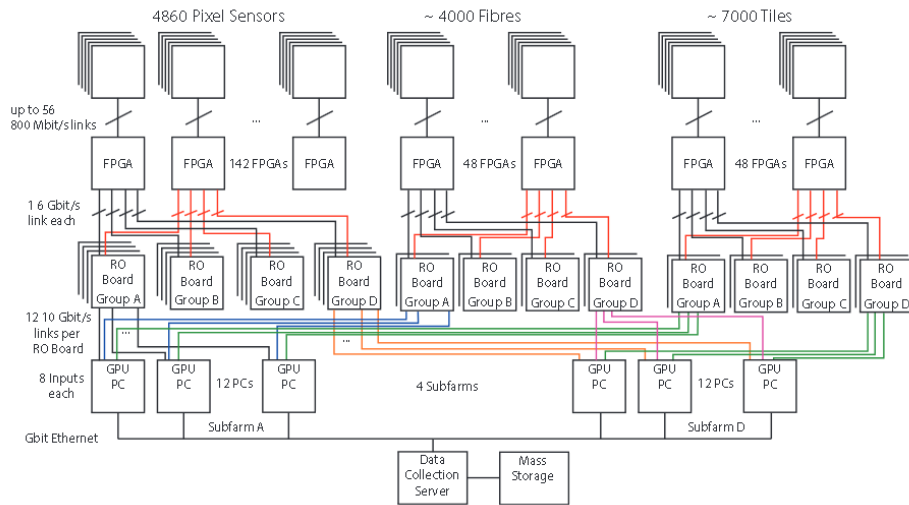 4860 Pixel Sensors
~ 4000 Fibres
~ 7000 Tiles
up to 56
800 Mbit/s links
...
...
...
FPGA
FPGA
142 FPGAs
FPGA
FPGA
48 FPGAs
FPGA
FPGA
48 FPGAs
FPGA
1 6 Gbit/s
link each
RO
Board
Group A
RO
Board
Group B
RO
Board
Group C
RO
Board
Group D
RO
Board
Group A
RO
Board
Group B
RO
Board
Group C
RO
Board
Group D
RO
Board
Group A
RO
Board
Group B
RO
Board
Group C
RO
Board
Group D
12 10 Gbit/s
links per
RO Board
...
...
8 Inputs
each
GPU
PC
GPU
PC
12 PCs
GPU
PC
4 Subfarms
GPU
PC
GPU
PC
12 PCs
GPU
PC
Subfarm A
Subfarm D
Gbit Ethernet
Data
Collection
Server
Mass
Storage